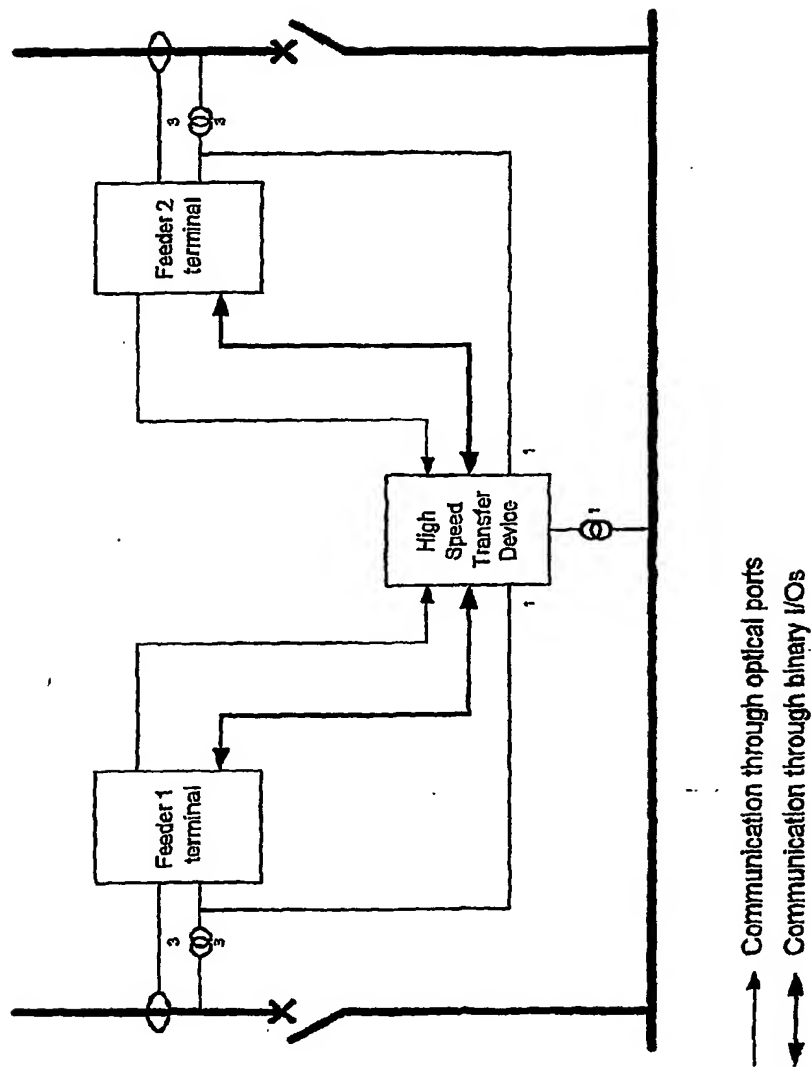 3
3
Feeder 1
terminal
Feeder 2
terminal
3
3
High
Speed
Transfer
Device
1
1
1
Communication through optical ports
Communication through binary I/Os